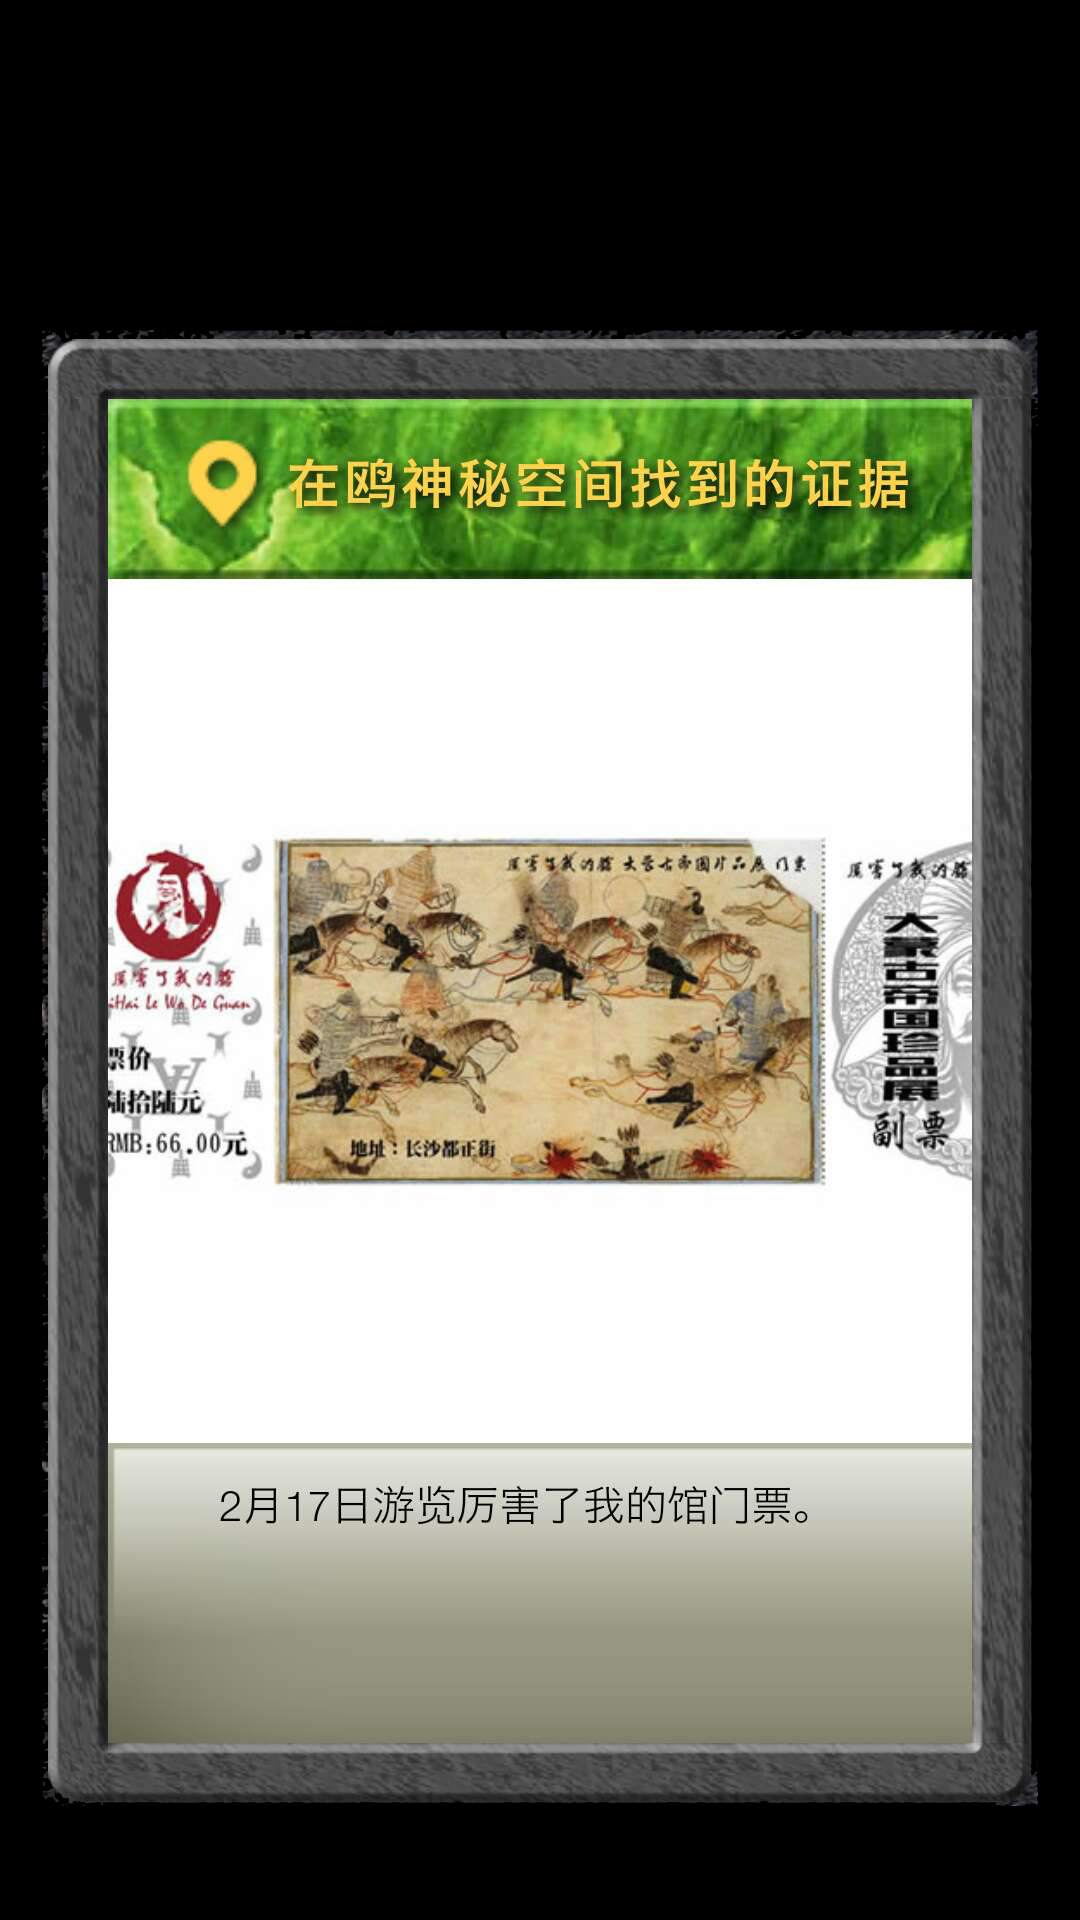 在鸥神秘空间找到的证据
厉害了我的馆 大蒙古帝国珍品展 门票
厉害了我的馆
厉害了我的馆
iHai Le Wo De Guan
票价
陆拾陆元
RMB:66.00元
大蒙古帝国珍品展
副票
地址：长沙都正街
2月17日游览厉害了我的馆门票。